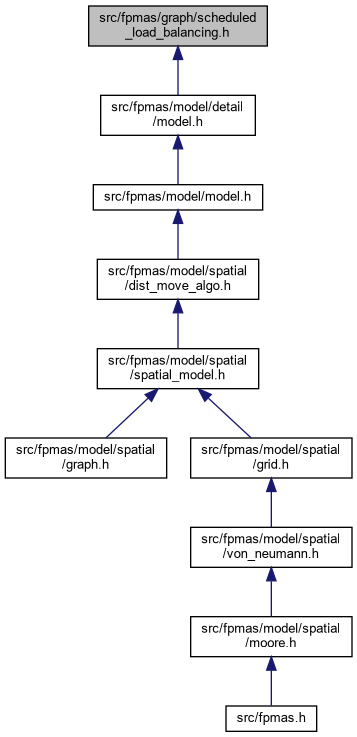 src/fpmas/graph/scheduled
_load_balancing.h
src/fpmas/model/detail
/model.h
src/fpmas/model/model.h
src/fpmas/model/spatial
/dist_move_algo.h
src/fpmas/model/spatial
/spatial_model.h
src/fpmas/model/spatial
/graph.h
src/fpmas/model/spatial
/grid.h
src/fpmas/model/spatial
/von_neumann.h
src/fpmas/model/spatial
/moore.h
src/fpmas.h